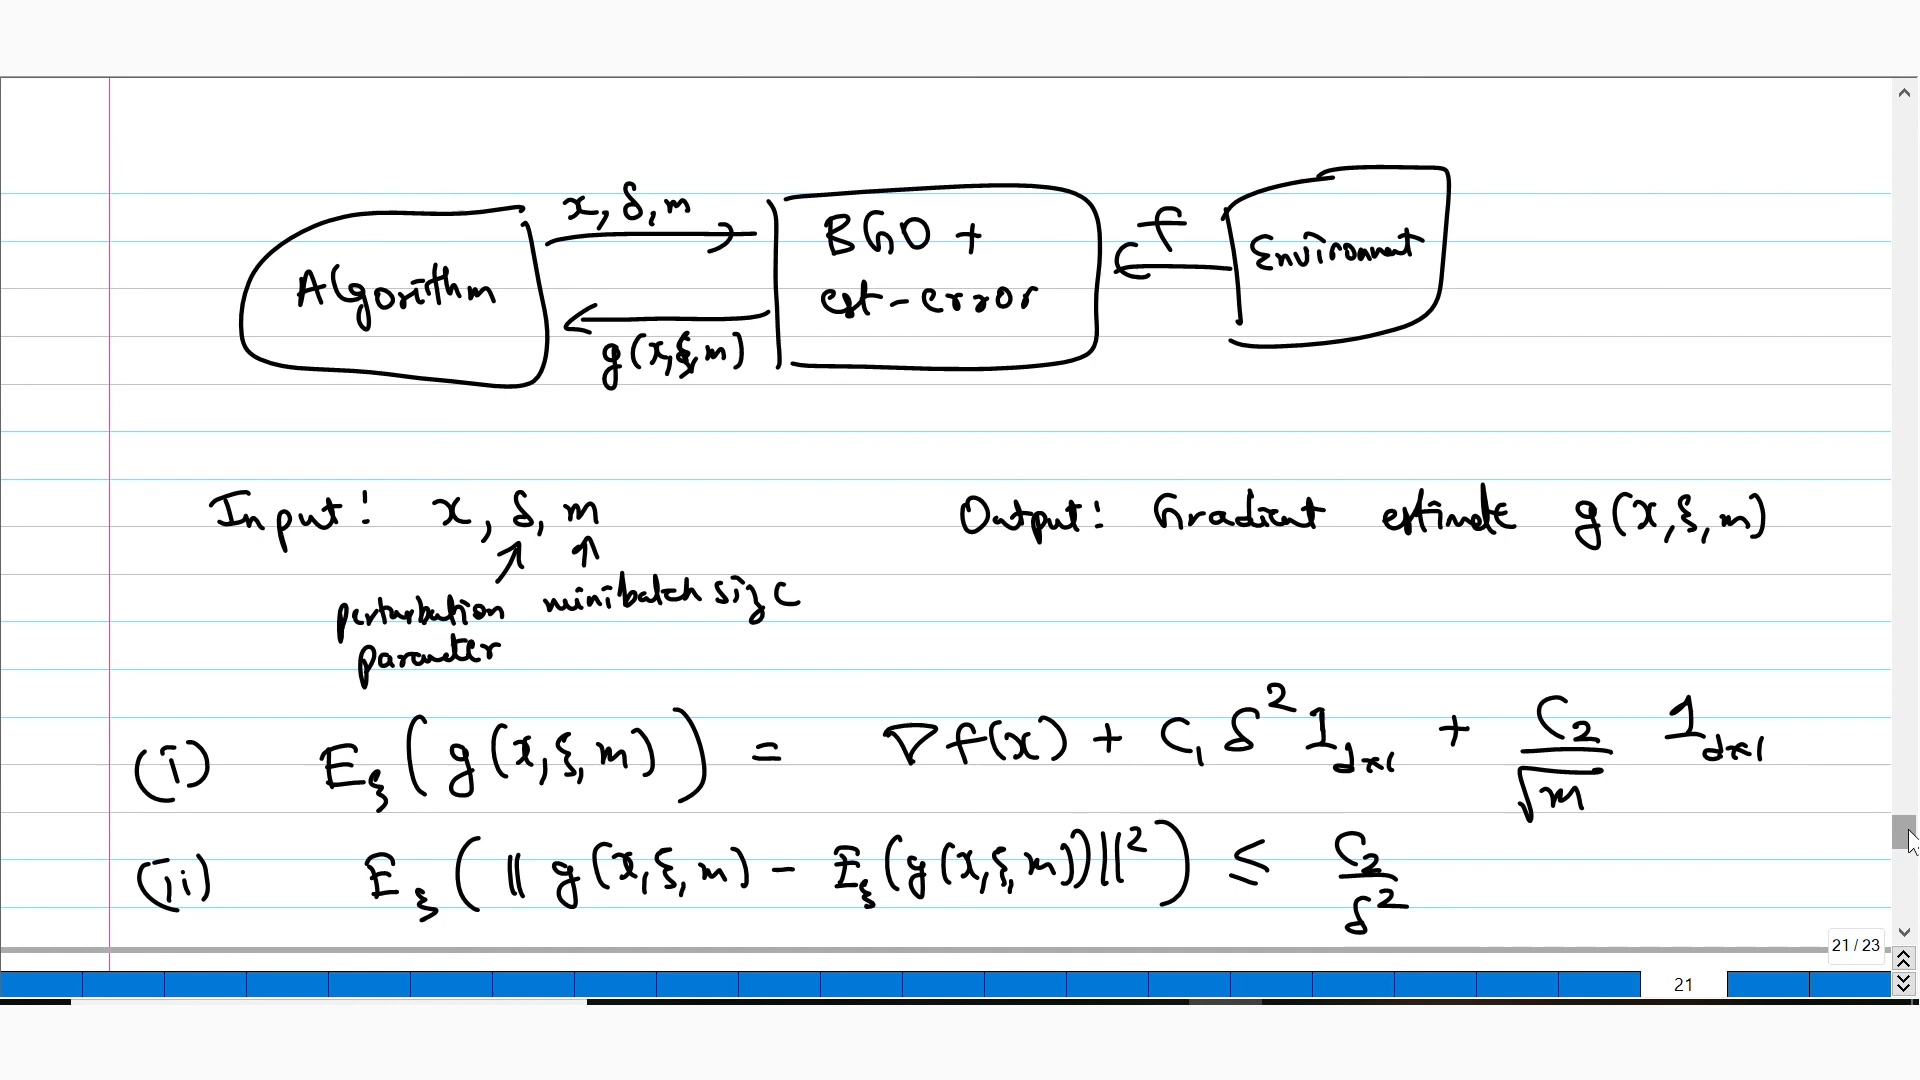 x, δ, m
Algorithm
BGO +
est-error
f
Environment
g(x,ξ,m)
Input: x, δ, m
Output: Gradient estimate g(x,ξ,m)
perturbation minibatch size
parameter
(i) E_ξ(g(x,ξ,m)) = ∇f(x) + C₁ δ² 1_{d×1} + C₂/√m 1_{d×1}
(ii) E_ξ(‖g(x,ξ,m) - E_ξ(g(x,ξ,m))‖²) ≤ C₂/δ²
21 / 23
21